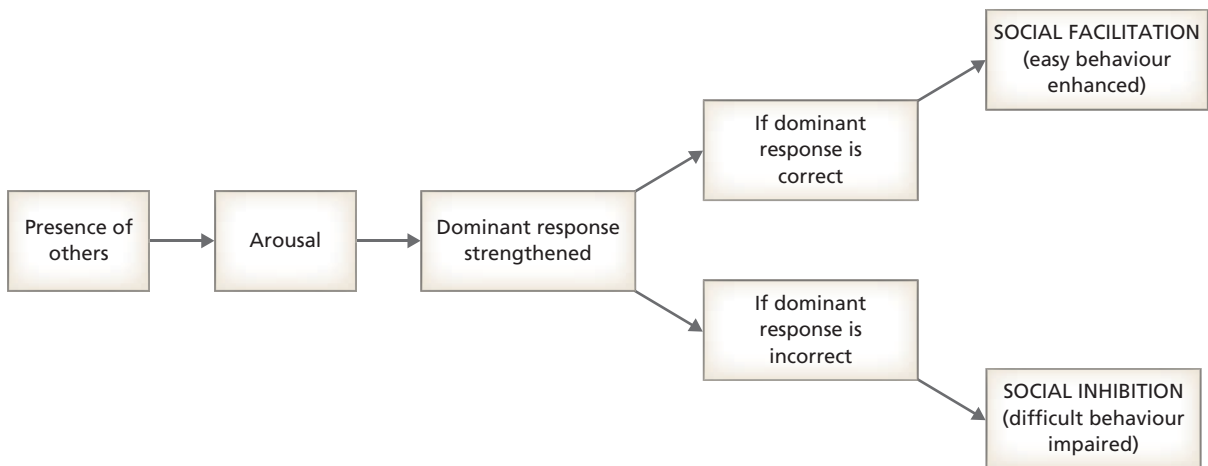 Presence of
others
Arousal
Dominant response
strengthened
If dominant
response is
correct
SOCIAL FACILITATION
(easy behaviour
enhanced)
If dominant
response is
incorrect
SOCIAL INHIBITION
(difficult behaviour
impaired)